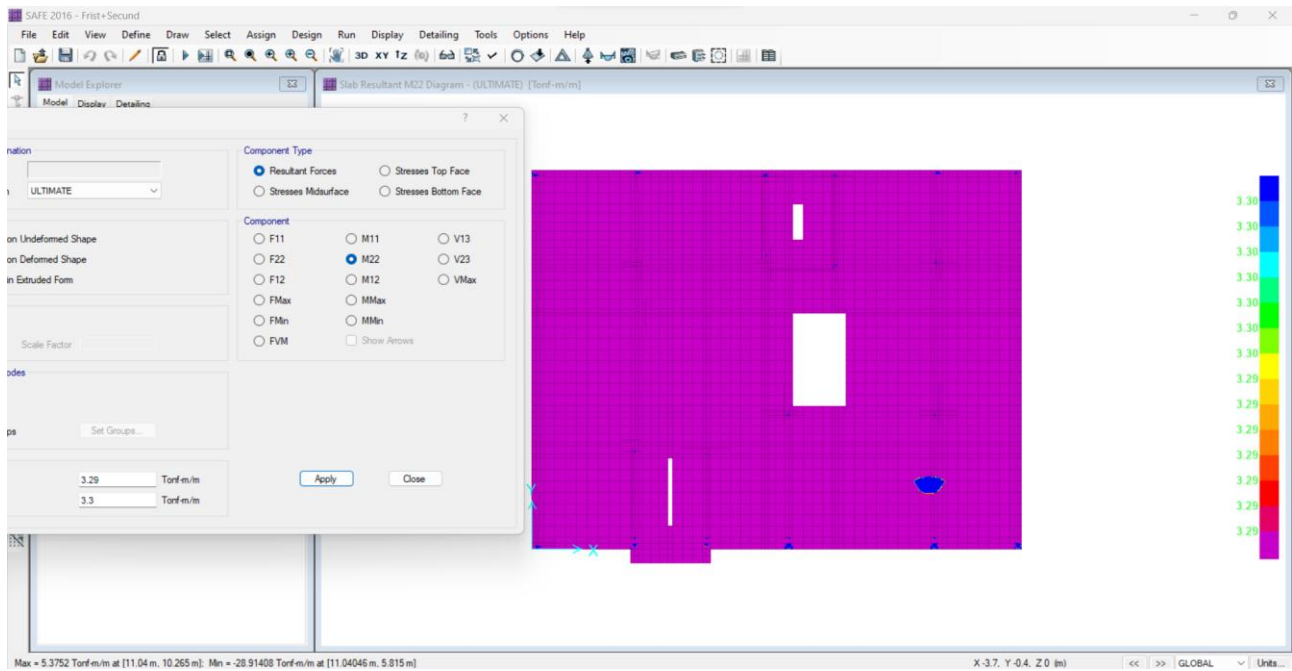 SAFE 2016 - Frist+Secund
File Edit View Define Draw Select Assign Design Run Display Detailing Tools Options Help
3D XY
Model Explorer
Slab Resultant M22 Diagram - (ULTIMATE) [Tonf-m/m]
Model Display Detailing
?
nation
ULTIMATE
on Undeformed Shape
on Deformed Shape
in Extruded Form
Scale Factor
odes
ps Set Groups...
3.29 Tonf-m/m
3.3 Tonf-m/m
Component Type
Resultant Forces Stresses Top Face
Stresses Midsurface Stresses Bottom Face
Component
F11 M11 V13
F22 M22 V23
F12 M12 VMax
FMax MMax
FMin MMin
FVM Show Arrows
Apply Close
Y
X
3.30
3.30
3.30
3.30
3.30
3.30
3.30
3.29
3.29
3.29
3.29
3.29
3.29
3.29
Max = 5.3752 Tonf-m/m at [11.04 m, 10.265 m]; Min = -28.91408 Tonf-m/m at [11.04046 m, 5.815 m]
X -3.7, Y -0.4, Z 0 (m) << >> GLOBAL Units...